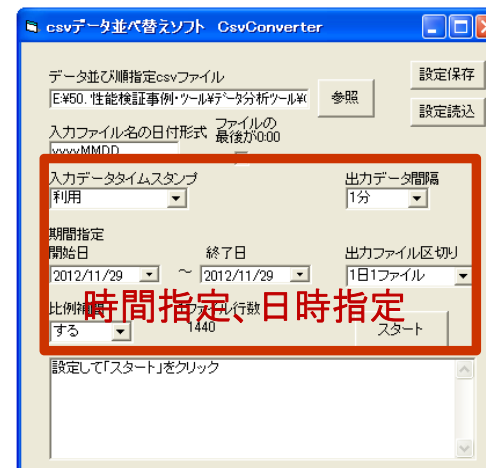 csvデータ並べ替えソフト CsvConverter
データ並び順指定csvファイル
設定保存
E:¥50. 性能検証事例・ツール¥データ分析ツール¥(
参照
設定読込
入力ファイル名の日付形式
ファイルの
最後が0:00
yyyyMMDD
入力データタイムスタンプ
出力データ間隔
利用
1分
期間指定
開始日
終了日
出力ファイル区切り
2012/11/29
～
2012/11/29
1日1ファイル
時間指定、日時指定
比例補間
ファイル行数
する
1440
スタート
設定して「スタート」をクリック